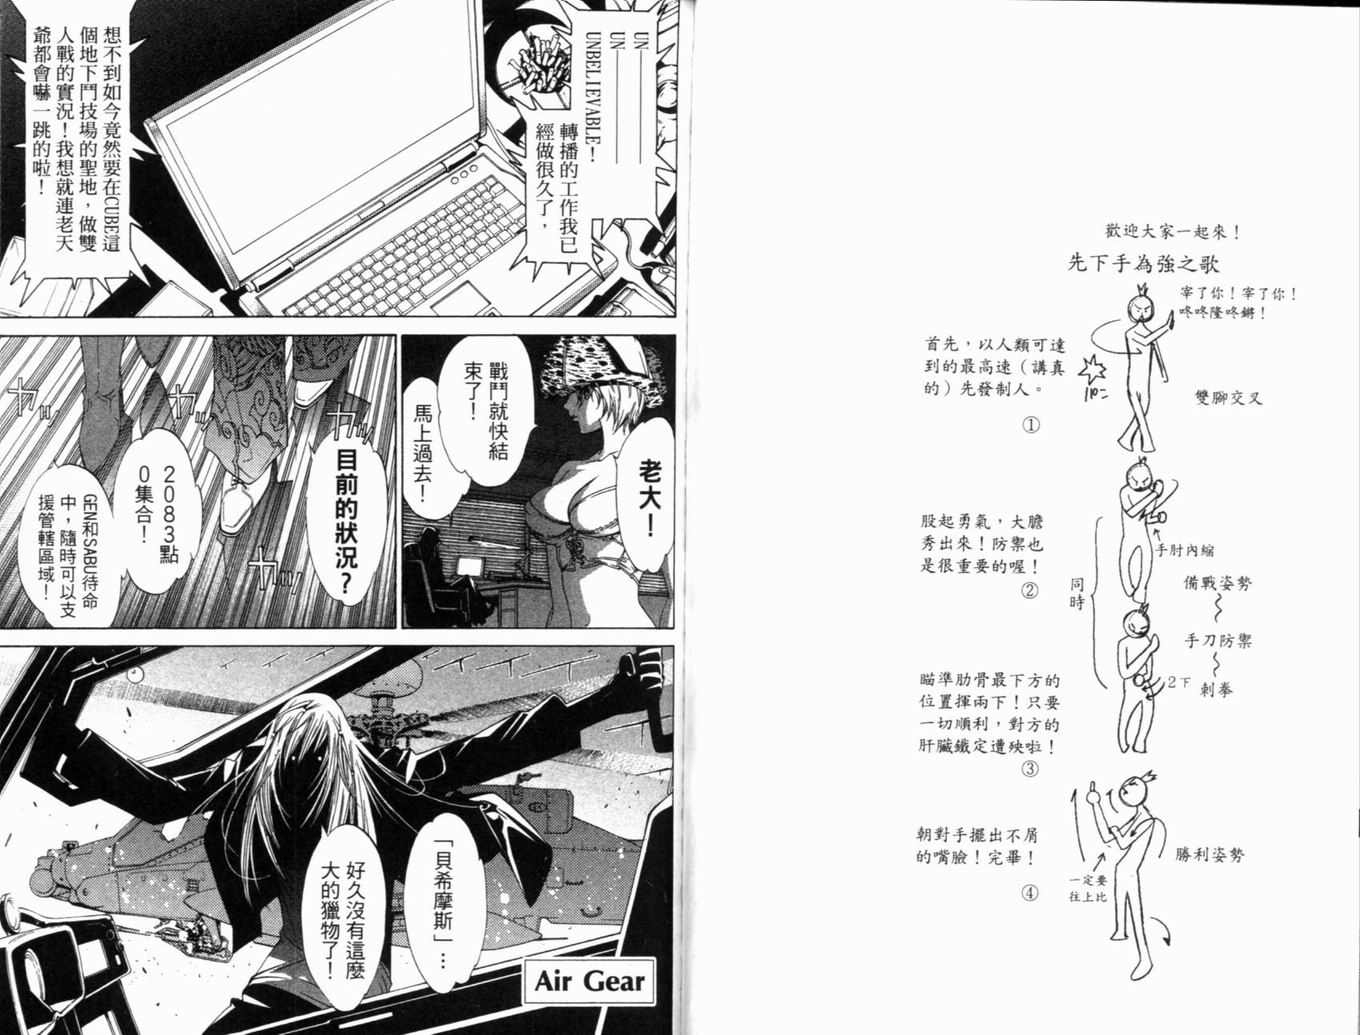 歡迎大家一起來！
先下手為強之歌
宰了你！宰了你！
咚咚隆咚鏘！
首先，以人類可達
到的最高速（講真
的）先發制人。
①
雙腳交叉
股起勇氣，大膽
秀出來！防禦也
是很重要的喔！
②
手肘內縮
備戰姿勢
同時
手刀防禦
2下
刺拳
瞄準肋骨最下方的
位置揮兩下！只要
一切順利，對方的
肝臟鐵定遭殃啦！
③
朝對手擺出不屑
的嘴臉！完畢！
④
一定要
往上比
勝利姿勢
UN——
UN——
UNBELIEVABLE！
轉播的工作我已
經做很久了，
想不到如今竟然要在CUBE這
個地下鬥技場的聖地，做雙
人戰的實況！我想就連老天
爺都會嚇一跳的啦！
老大！
戰鬥就快結
束了！
馬上過去！
目前的狀況？
2083點
0集合！
GEN和SABU待命
中，隨時可以支
援管轄區域！
カッ
カッ
カッ
「貝希摩斯」…
好久沒有這麼
大的獵物了！
Air Gear